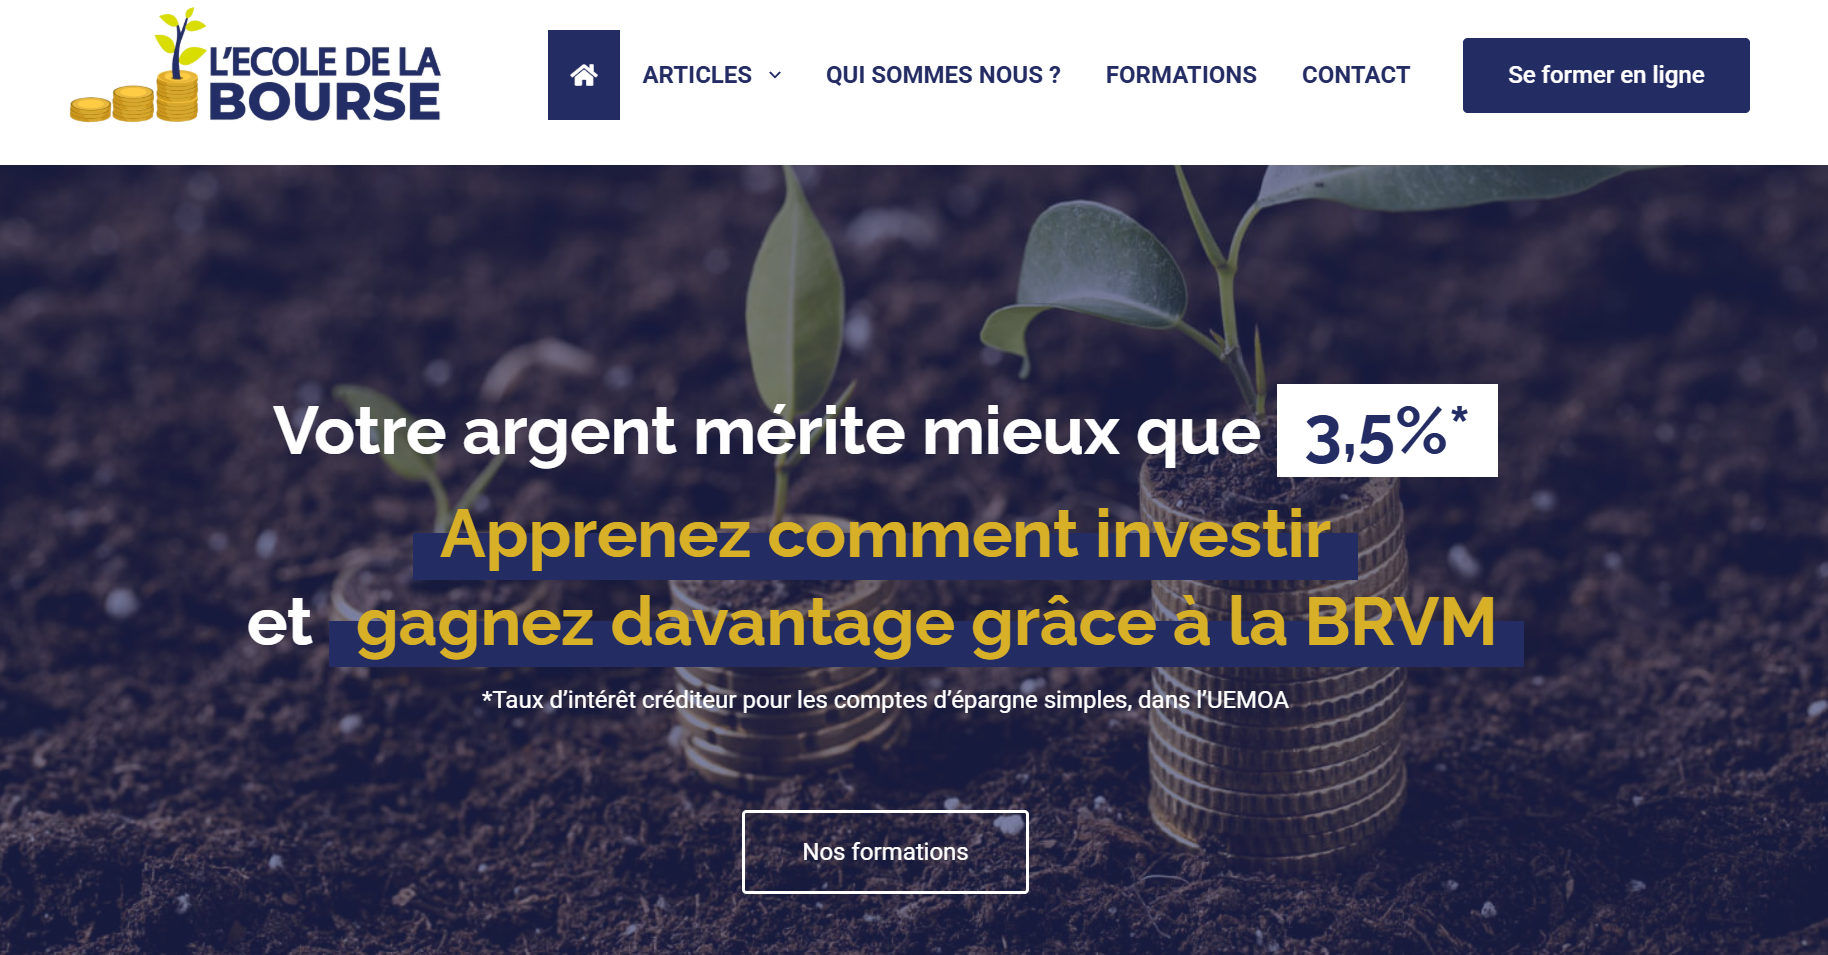 L'ECOLE DE LA
BOURSE
ARTICLES
QUI SOMMES NOUS ?
FORMATIONS
CONTACT
Se former en ligne
Votre argent mérite mieux que 3,5%*
Apprenez comment investir
et gagnez davantage grâce à la BRVM
*Taux d’intérêt créditeur pour les comptes d’épargne simples, dans l’UEMOA
Nos formations